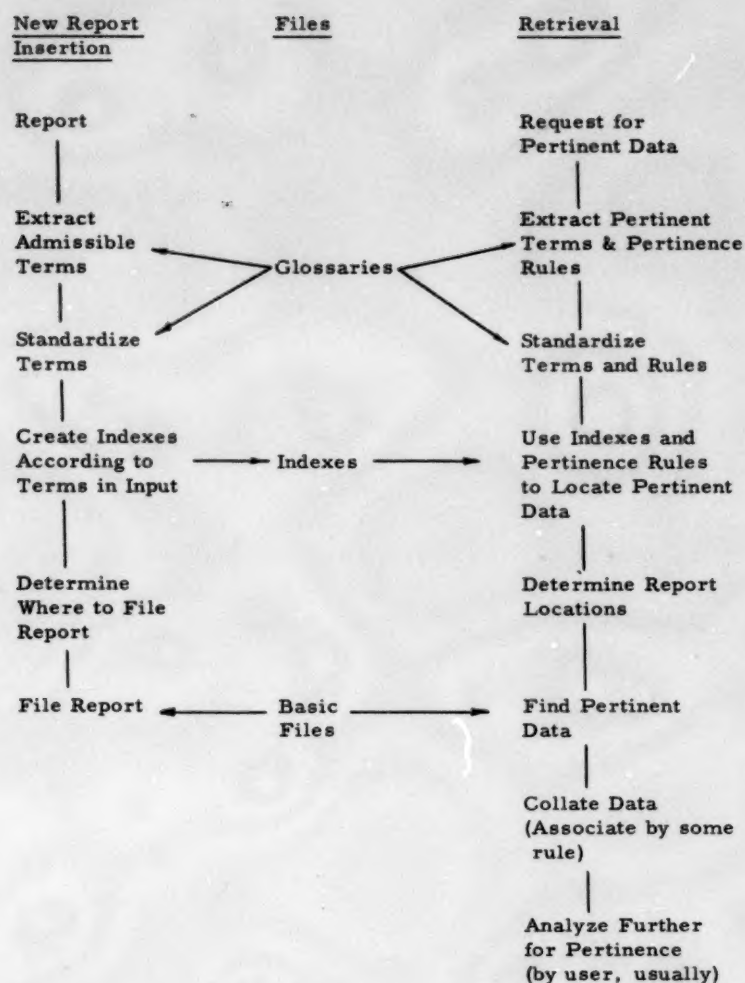 New Report
Insertion
Files
Retrieval
Report
Extract
Admissible
Terms
Standardize
Terms
Create Indexes
According to
Terms in Input
Determine
Where to File
Report
File Report
Glossaries
Indexes
Basic
Files
Request for
Pertinent Data
Extract Pertinent
Terms & Pertinence
Rules
Standardize
Terms and Rules
Use Indexes and
Pertinence Rules
to Locate Pertinent
Data
Determine Report
Locations
Find Pertinent
Data
Collate Data
(Associate by some
rule)
Analyze Further
for Pertinence
(by user, usually)